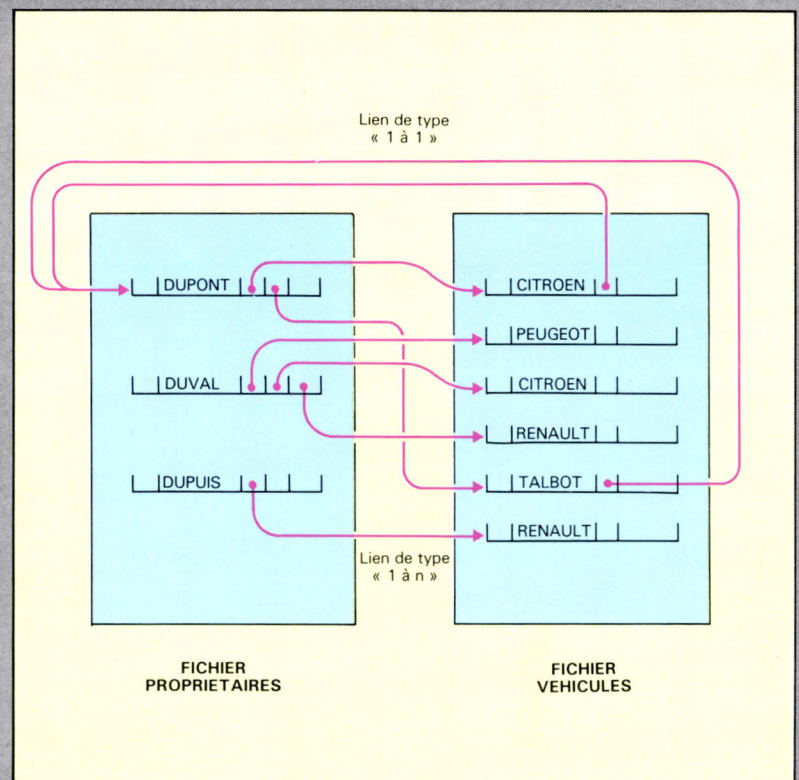 Lien de type
« 1 à 1 »
DUPONT
DUVAL
DUPUIS
CITROEN
PEUGEOT
CITROEN
RENAULT
TALBOT
RENAULT
Lien de type
« 1 à n »
FICHIER
PROPRIETAIRES
FICHIER
VEHICULES